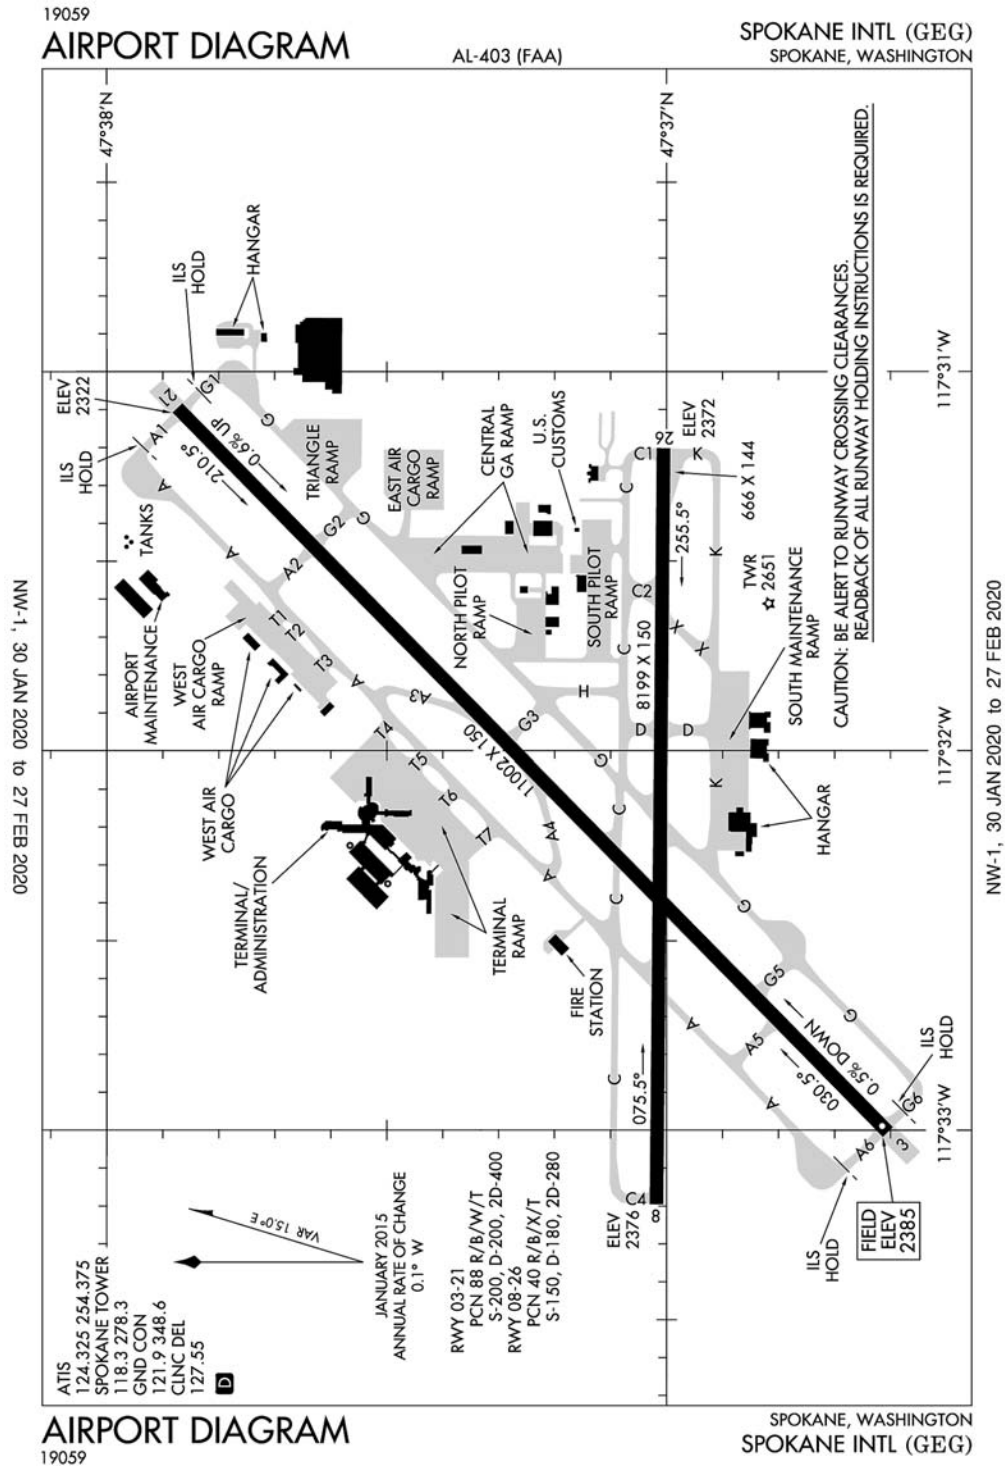 19059
AIRPORT DIAGRAM
AL-403 (FAA)
SPOKANE INTL (GEG)
SPOKANE, WASHINGTON
47°38'N
47°37'N
CAUTION: BE ALERT TO RUNWAY CROSSING CLEARANCES.
READBACK OF ALL RUNWAY HOLDING INSTRUCTIONS IS REQUIRED.
ILS
HOLD
HANGAR
117°31'W
ELEV
2322
21
G1
ILS
HOLD
A1
0.6% UP
210.5°
G
A
TRIANGLE
RAMP
EAST AIR
CARGO
RAMP
CENTRAL
GA RAMP
U.S.
CUSTOMS
C1
26
ELEV
2372
K
C
666 X 144
TANKS
A
A2
G2
G
255.5°
K
TWR
2651
AIRPORT
MAINTENANCE
WEST
AIR CARGO
RAMP
T1
T2
T3
A
NORTH PILOT
RAMP
SOUTH PILOT
RAMP
C2
C
8199 X 150
X
X
SOUTH MAINTENANCE
RAMP
A3
H
G3
D
D
T4
T5
T6
T7
11002 X 150
G
117°32'W
K
C
WEST AIR
CARGO
A4
A
HANGAR
TERMINAL/
ADMINISTRATION
TERMINAL
RAMP
C
G
FIRE
STATION
A
G5
A5
G
0.5% DOWN
030.5°
ILS
HOLD
C
075.5°
A
G6
117°33'W
A6
3
C4
8
ELEV
2376
ILS
HOLD
FIELD
ELEV
2385
VAR 15.0°E
JANUARY 2015
ANNUAL RATE OF CHANGE
0.1° W
RWY 03-21
PCN 88 R/B/W/T
S-200, D-200, 2D-400
RWY 08-26
PCN 40 R/B/X/T
S-150, D-180, 2D-280
ATIS
124.325 254.375
SPOKANE TOWER
118.3 278.3
GND CON
121.9 348.6
CLNC DEL
127.55
D
NW-1, 30 JAN 2020 to 27 FEB 2020
NW-1, 30 JAN 2020 to 27 FEB 2020
AIRPORT DIAGRAM
19059
SPOKANE, WASHINGTON
SPOKANE INTL (GEG)